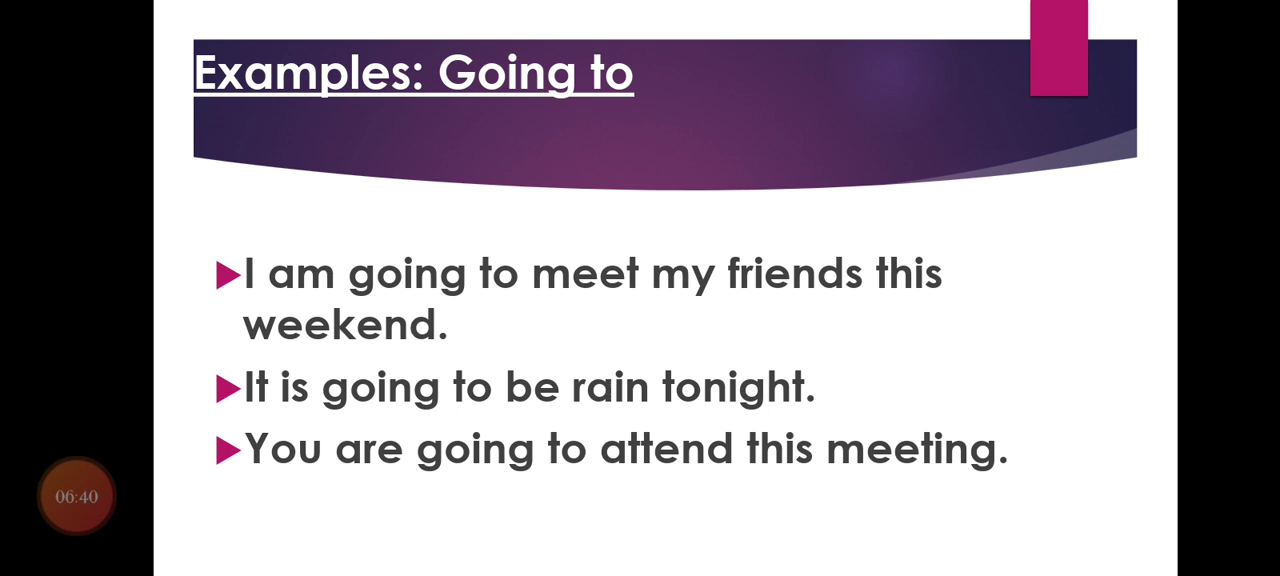 Examples: Going to
I am going to meet my friends this
weekend.
It is going to be rain tonight.
You are going to attend this meeting.
06:40